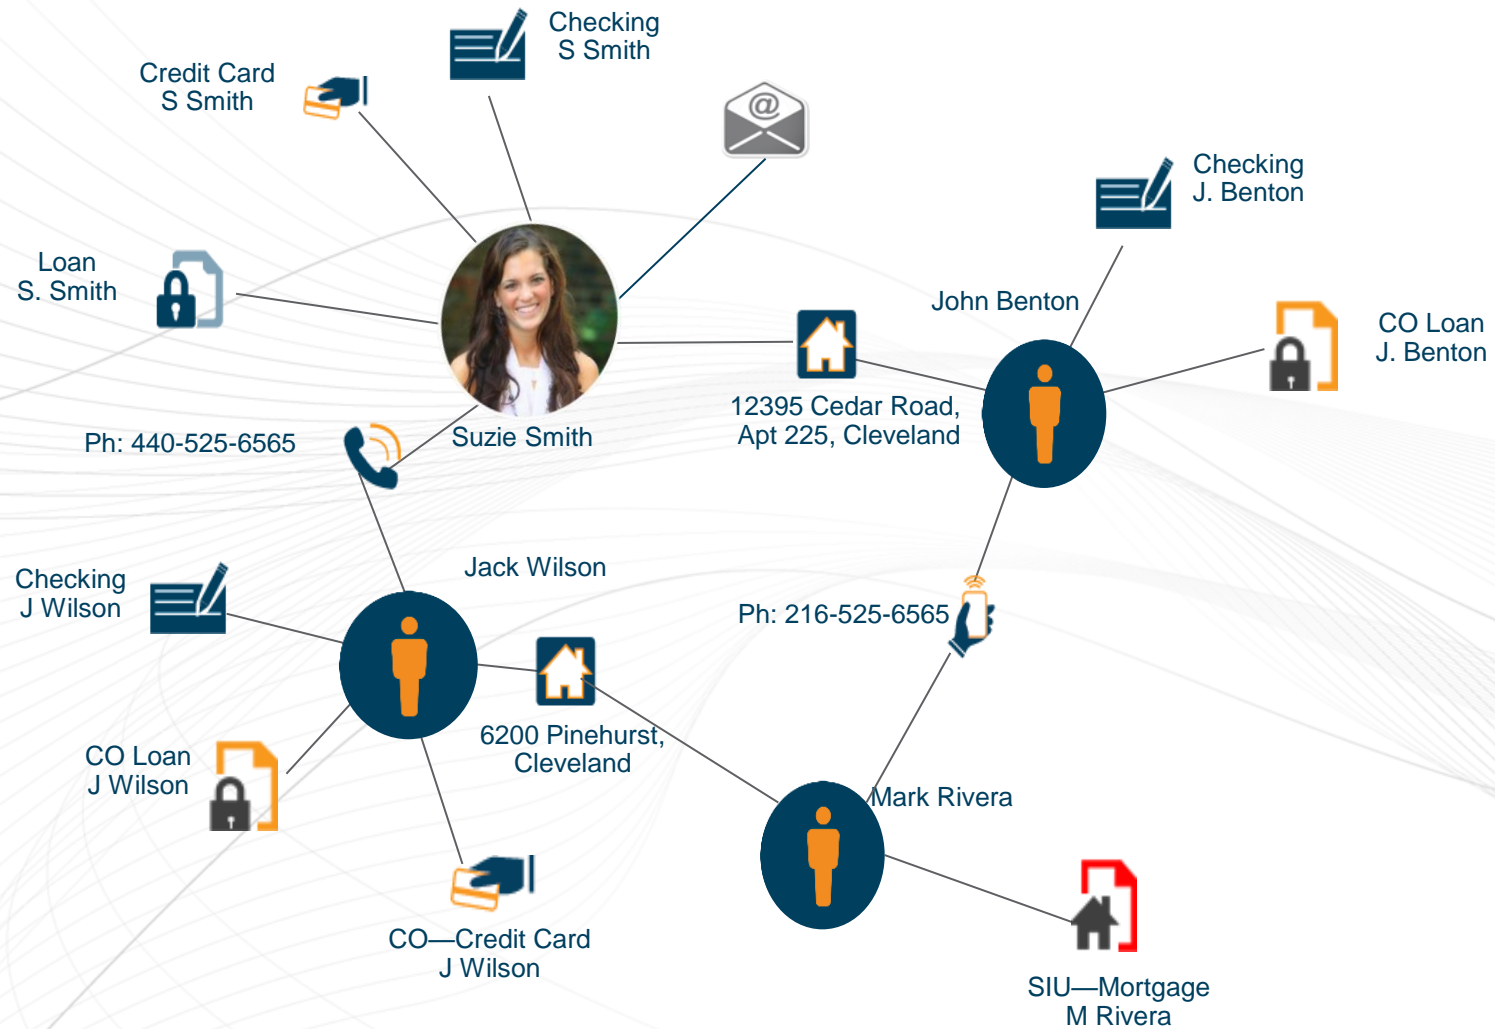 Checking
S Smith
Credit Card
S Smith
@
Checking
J. Benton
Loan
S. Smith
John Benton
CO Loan
J. Benton
12395 Cedar Road,
Apt 225, Cleveland
Suzie Smith
Ph: 440-525-6565
Jack Wilson
Checking
J Wilson
Ph: 216-525-6565
6200 Pinehurst,
Cleveland
CO Loan
J Wilson
Mark Rivera
CO—Credit Card
J Wilson
SIU—Mortgage
M Rivera